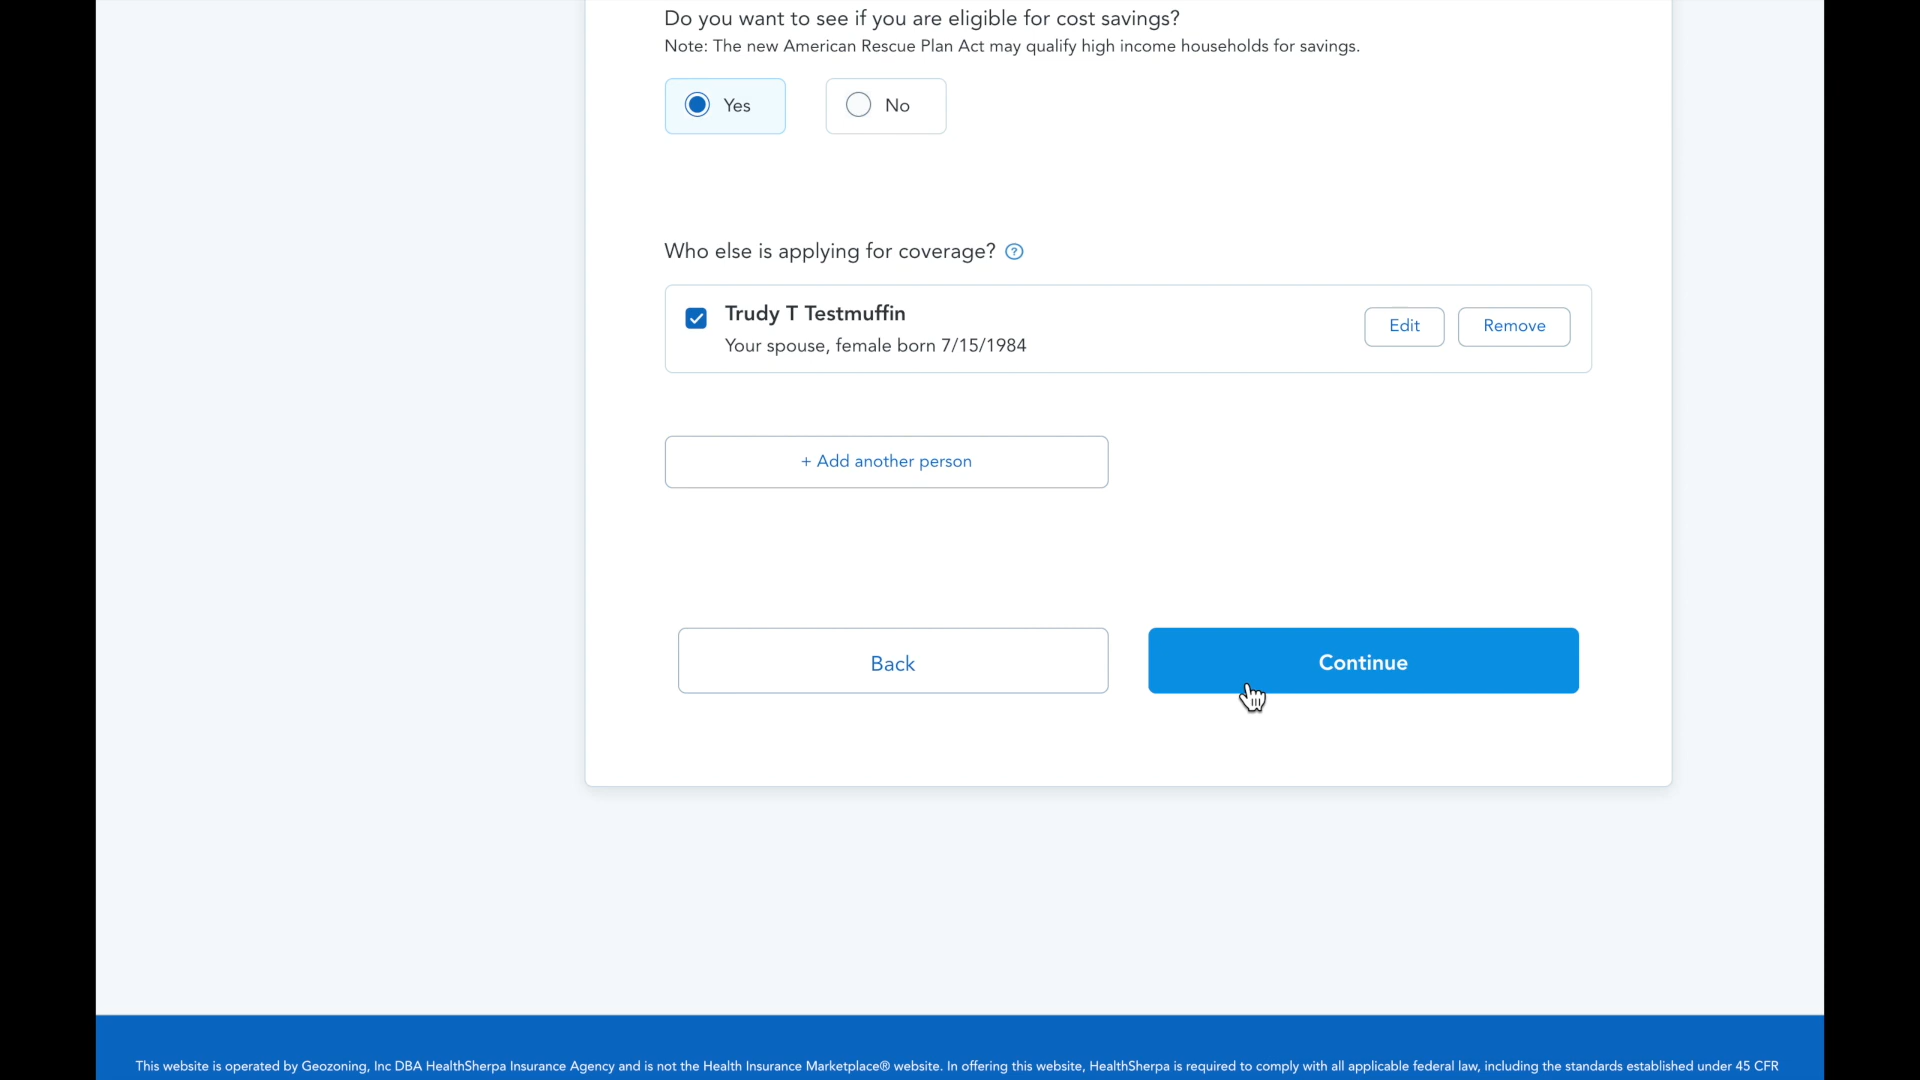 Do you want to see if you are eligible for cost savings?
Note: The new American Rescue Plan Act may qualify high income households for savings.
Yes
No
Who else is applying for coverage? ?
Trudy T Testmuffin
Your spouse, female born 7/15/1984
Edit
Remove
+ Add another person
Back
Continue
This website is operated by Geozoning, Inc DBA HealthSherpa Insurance Agency and is not the Health Insurance Marketplace® website. In offering this website, HealthSherpa is required to comply with all applicable federal law, including the standards established under 45 CFR